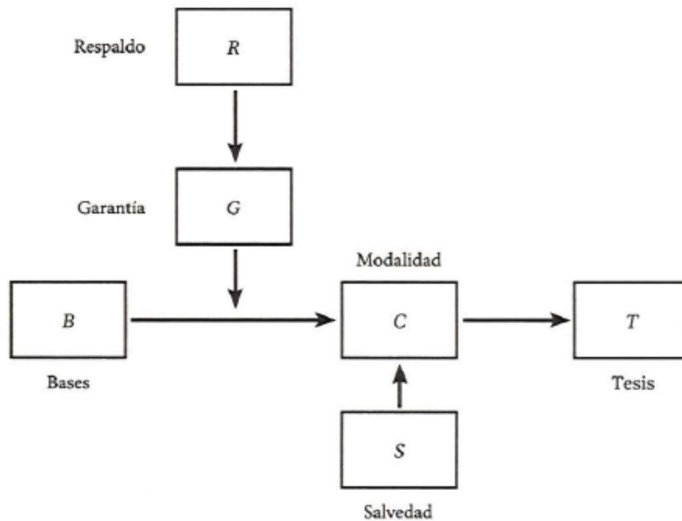 Respaldo
R
Garantía
G
Modalidad
B
C
T
Bases
Tesis
S
Salvedad